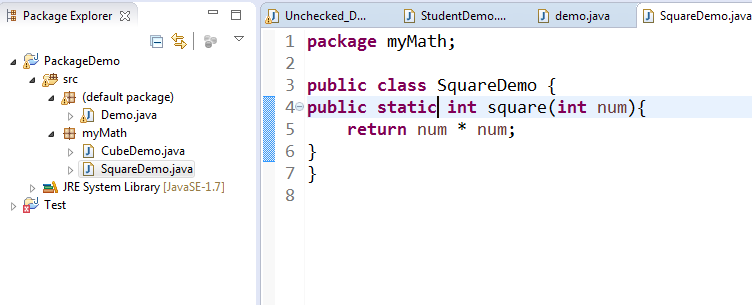 Package Explorer
PackageDemo
src
(default package)
Demo.java
myMath
CubeDemo.java
SquareDemo.java
JRE System Library [JavaSE-1.7]
Test
Unchecked_D... StudentDemo.... demo.java SquareDemo.java
1 package myMath;
2
3 public class SquareDemo {
4 public static int square(int num){
5     return num * num;
6 }
7 }
8